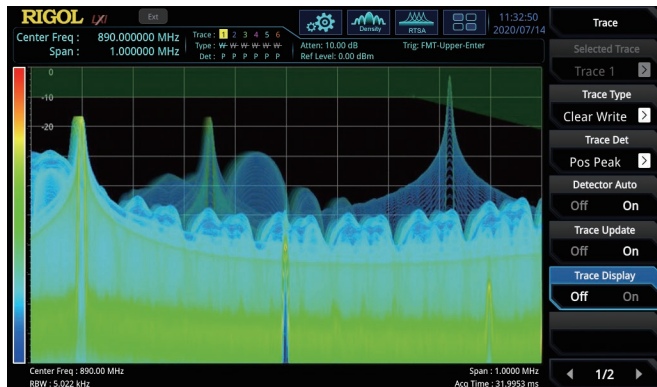 RIGOL LXI Ext
11:32:50
2020/07/14
Density
RTSA
Center Freq : 890.000000 MHz
Span : 1.000000 MHz
Trace : 1 2 3 4 5 6
Type : W W W W W W
Det : P P P P P P
Atten: 10.00 dB
Ref Level: 0.00 dBm
Trig: FMT-Upper-Enter
0
-10
-20
Center Freq : 890.00 MHz
RBW : 5.022 kHz
Span : 1.0000 MHz
Acq Time : 31.9953 ms
Trace
Selected Trace
Trace 1
Trace Type
Clear Write
Trace Det
Pos Peak
Detector Auto
Off On
Trace Update
Off On
Trace Display
Off On
1/2